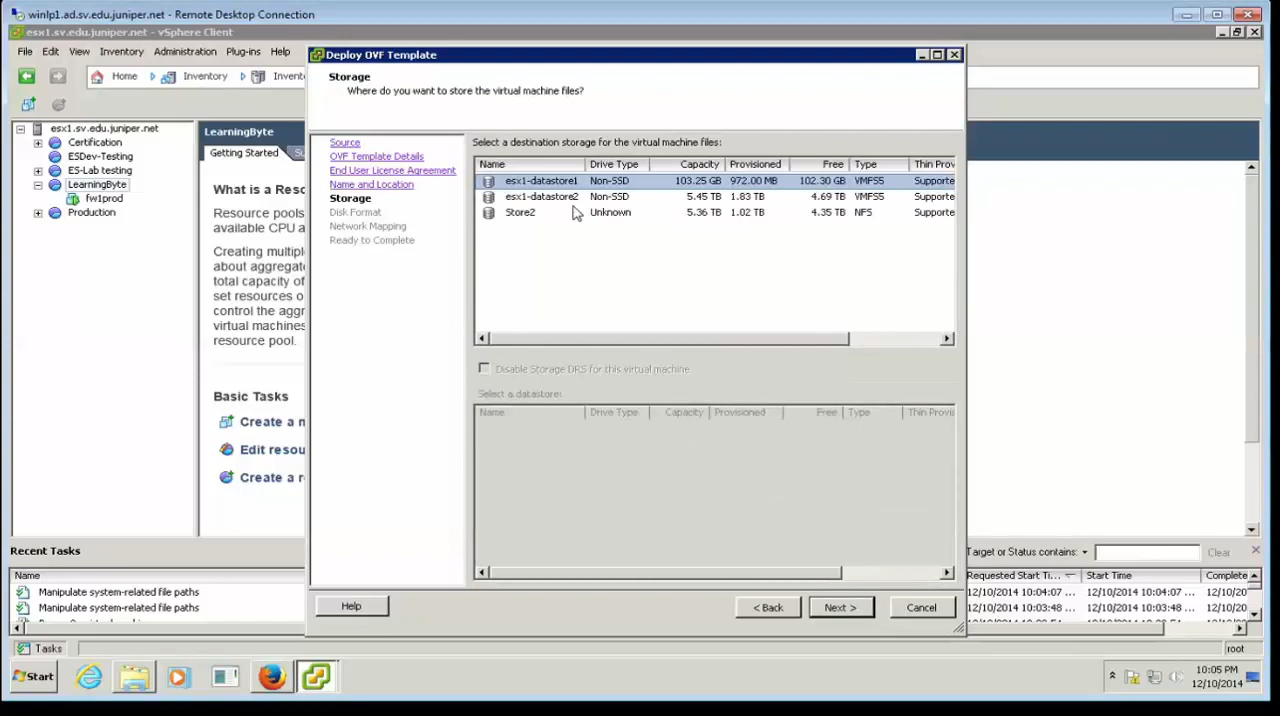 winlp1.ad.sv.edu.juniper.net - Remote Desktop Connection
esx1.sv.edu.juniper.net - vSphere Client
File Edit View Inventory Administration Plug-ins Help
Home Inventory
Deploy OVF Template
Storage
Where do you want to store the virtual machine files?
esx1.sv.edu.juniper.net
Certification
ESDev-Testing
ES-Lab testing
LearningByte
fw1prod
Production
LearningByte
Getting Started
What is a
Resource pools
available CPU a
Creating multipl
about aggregat
total capacity of
set resources o
control the aggr
virtual machines
resource pool.
Basic Tasks
Create a n
Edit resou
Create a r
Source
OVF Template Details
End User License Agreement
Name and Location
Storage
Disk Format
Network Mapping
Ready to Complete
Select a destination storage for the virtual machine files:
Name Drive Type Capacity Provisioned Free Type Thin Prov
esx1-datastore1 Non-SSD 103.25 GB 972.00 MB 102.30 GB VMFS5 Supporte
esx1-datastore2 Non-SSD 5.45 TB 1.83 TB 4.69 TB VMFS5 Supporte
Store2 Unknown 5.36 TB 1.02 TB 4.35 TB NFS Supporte
Disable Storage DRS for this virtual machine
Select a datastore:
Name Drive Type Capacity Provisioned Free Type Thin Provi
Help < Back Next > Cancel
Recent Tasks
Target or Status contains: Clear
Name Requested Start Ti... Start Time Complete
Manipulate system-related file paths 12/10/2014 10:04:07 ... 12/10/2014 10:04:07 ... 12/10/20
Manipulate system-related file paths 12/10/2014 10:03:48 ... 12/10/2014 10:03:48 ... 12/10/20
Tasks root
Start
10:05 PM
12/10/2014